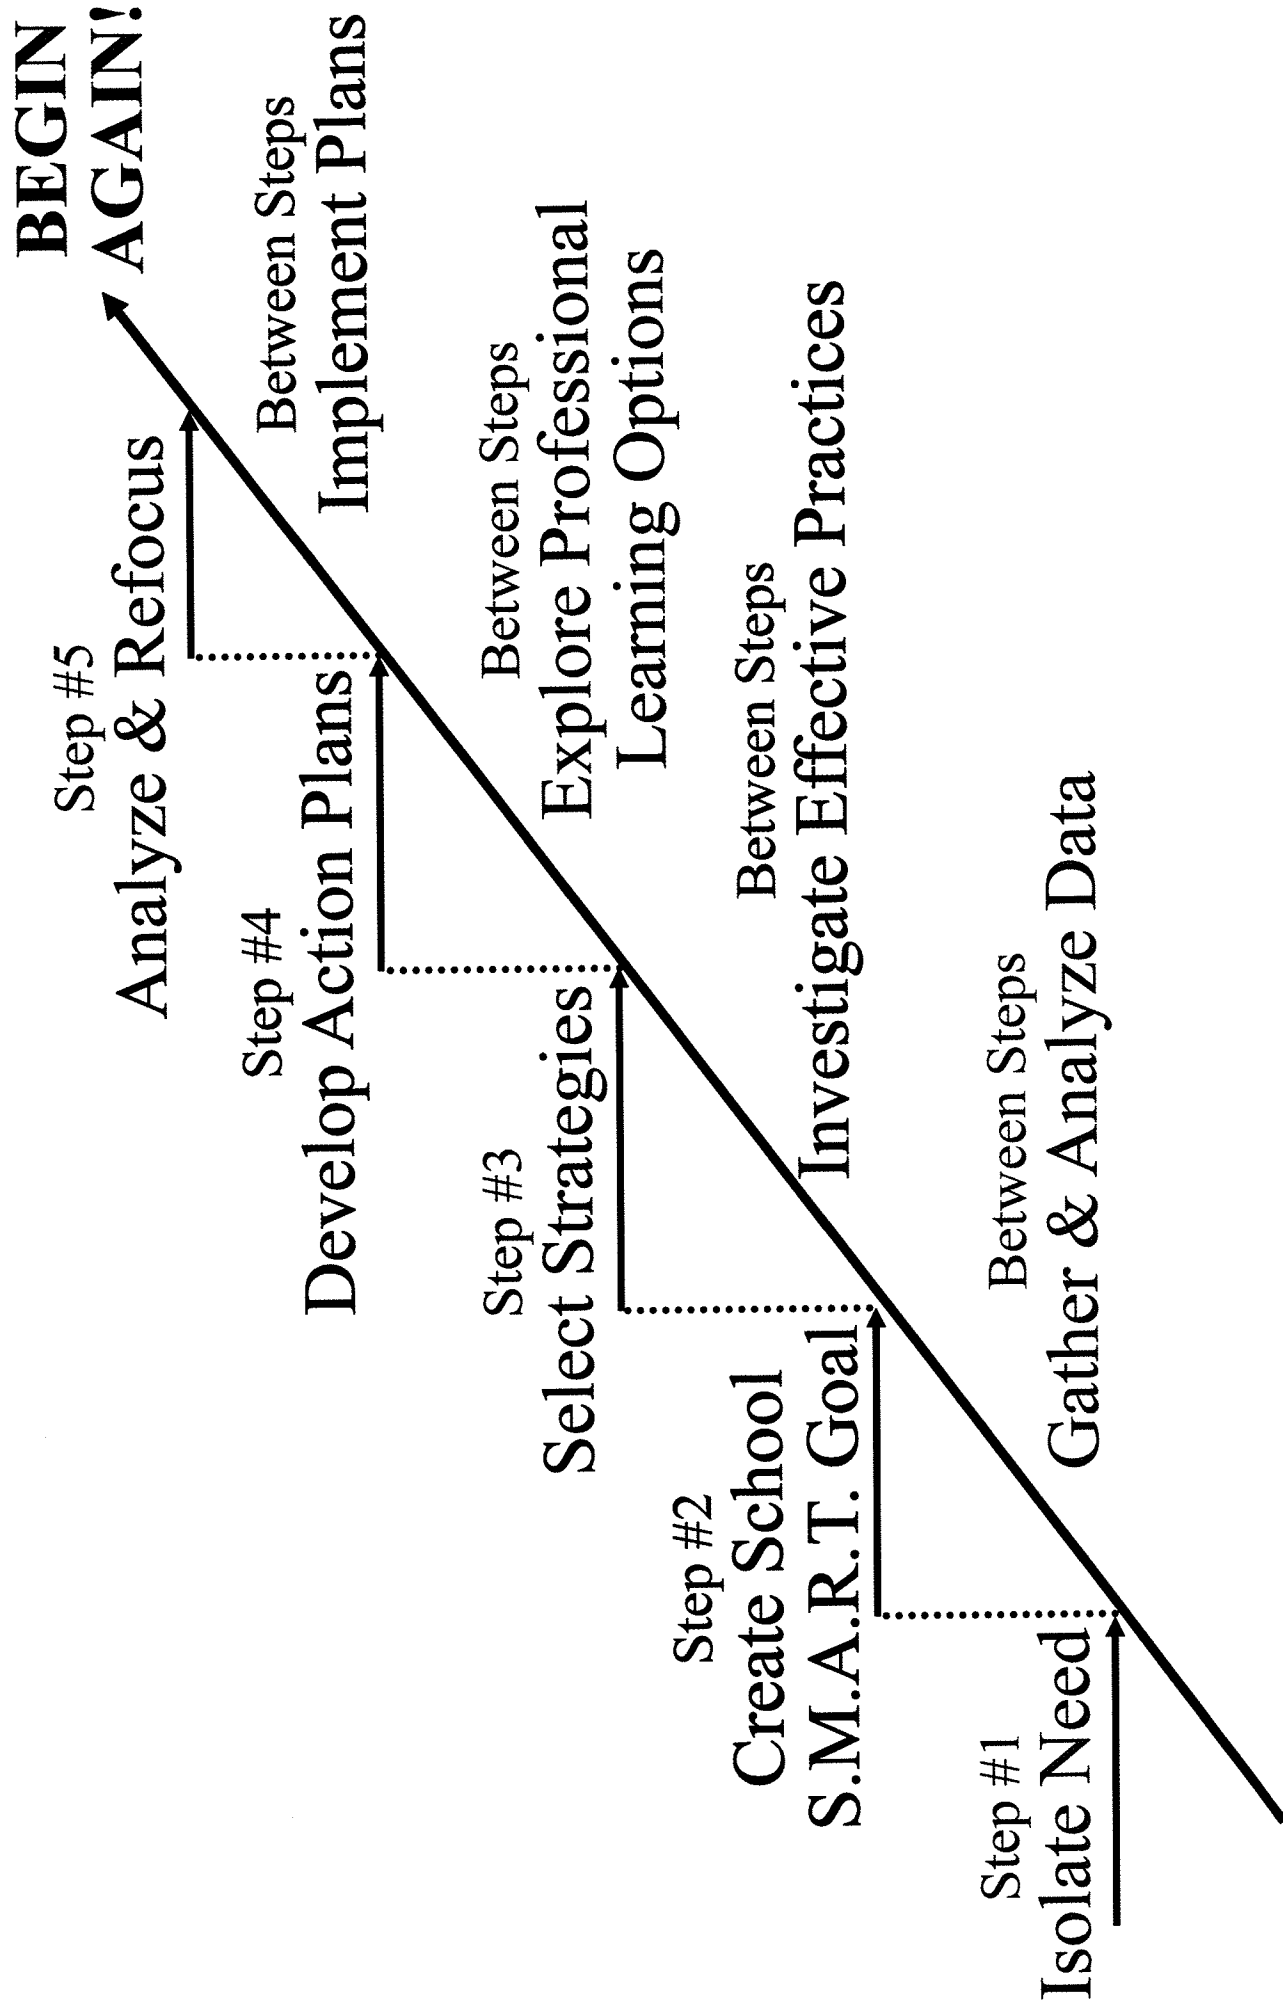 Step #1
Isolate Need
Between Steps
Gather & Analyze Data
Step #2
Create School
S.M.A.R.T. Goal
Between Steps
Investigate Effective Practices
Step #3
Select Strategies
Between Steps
Explore Professional
Learning Options
Step #4
Develop Action Plans
Between Steps
Implement Plans
Step #5
Analyze & Refocus
BEGIN
AGAIN!